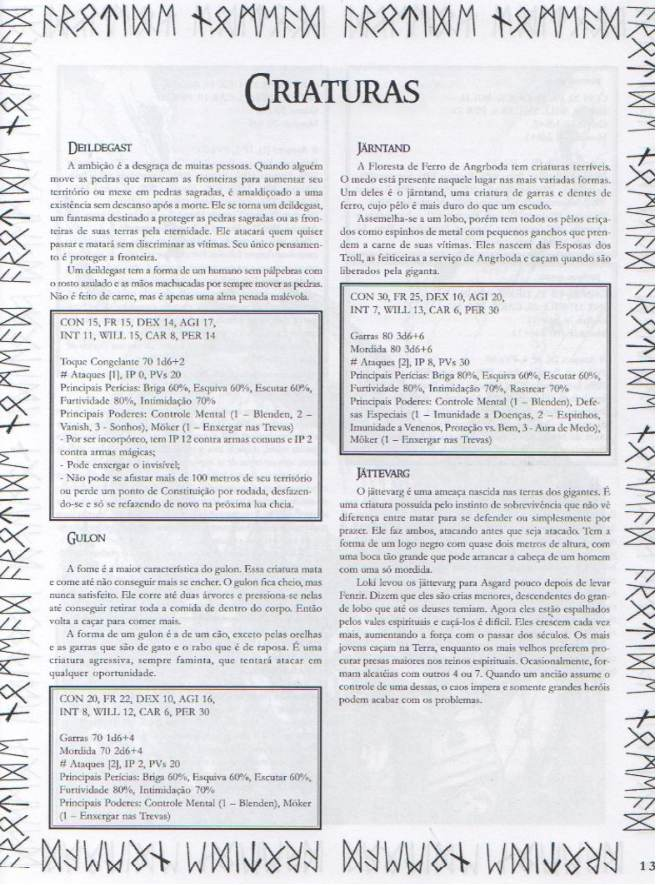 CRIATURAS
DEILDEGAST
A ambição é a desgraça de muitas pessoas. Quando alguém
move as pedras que marcam as fronteiras para aumentar seu
território ou mexe em pedras sagradas, é amaldiçoado a uma
existência sem descanso após a morte. Ele se torna um deildegast,
um fantasma destinado a proteger as pedras sagradas ou as fron-
teiras de suas terras pela eternidade. Ele atacará quem quiser
passar e matará sem discriminar as vítimas. Seu único pensamen-
to é proteger a fronteira.
Um deildegast tem a forma de um humano sem pálpebras com
o rosto azulado e as mãos machucadas por sempre mover as pedras.
Não é feito de carne, mas é apenas uma alma penada malévola.
CON 15, FR 15, DEX 14, AGI 17,
INT 11, WILL 15, CAR 8, PER 14
Toque Congelante 70 1d6+2
# Ataques [1], IP 0, PVs 20
Principais Perícias: Briga 60%, Esquiva 60%, Escutar 60%,
Furtividade 80%, Intimidação 70%
Principais Poderes: Controle Mental (1 – Blenden, 2 –
Vanish, 3 - Sonhos), Möker (1 – Enxergar nas Trevas)
- Por ser incorpóreo, tem IP 12 contra armas comuns e IP 2
contra armas mágicas;
- Pode enxergar o invisível;
- Não pode se afastar mais de 100 metros de seu território
ou perde um ponto de Constituição por rodada, desfazen-
do-se e só se refazendo de novo na próxima lua cheia.
GULON
A fome é a maior característica do gulon. Essa criatura mata
e come até não conseguir mais se encher. O gulon fica cheio, mas
nunca satisfeito. Ele corre até duas árvores e pressiona-se nelas
até conseguir retirar toda a comida de dentro do corpo. Então
volta a caçar para comer mais.
A forma de um gulon é a de um cão, exceto pelas orelhas
e as garras que são de gato e o rabo que é de raposa. É uma
criatura agressiva, sempre faminta, que tentará atacar em
qualquer oportunidade.
CON 20, FR 22, DEX 10, AGI 16,
INT 8, WILL 12, CAR 6, PER 30
Garras 70 1d6+4
Mordida 70 2d6+4
# Ataques [2], IP 2, PVs 20
Principais Perícias: Briga 60%, Esquiva 60%, Escutar 60%,
Furtividade 80%, Intimidação 70%
Principais Poderes: Controle Mental (1 – Blenden), Möker
(1 – Enxergar nas Trevas)
JÄRNTAND
A Floresta de Ferro de Angrboda tem criaturas terríveis.
O medo está presente naquele lugar nas mais variadas formas.
Um deles é o järntand, uma criatura de garras e dentes de
ferro, cujo pêlo é mais duro do que um escudo.
Assemelha-se a um lobo, porém tem todos os pêlos eriça-
dos como espinhos de metal com pequenos ganchos que pren-
dem a carne de suas vítimas. Eles nascem das Esposas dos
Troll, as feiticeiras a serviço de Angrboda e caçam quando são
liberados pela giganta.
CON 30, FR 25, DEX 10, AGI 20,
INT 7, WILL 13, CAR 6, PER 30
Garras 80 3d6+6
Mordida 80 3d6+6
# Ataques [2], IP 8, PVs 30
Principais Perícias: Briga 80%, Esquiva 60%, Escutar 60%,
Furtividade 80%, Intimidação 70%, Rastrear 70%
Principais Poderes: Controle Mental (1 – Blenden), Defe-
sas Especiais (1 – Imunidade a Doenças, 2 – Espinhos,
Imunidade a Venenos, Proteção vs. Bem, 3 - Aura de Medo),
Möker (1 – Enxergar nas Trevas)
JÄTTEVARG
O jättevarg é uma ameaça nascida nas terras dos gigantes. É
uma criatura possuída pelo instinto de sobrevivência que não vê
diferença entre matar para se defender ou simplesmente por
prazer. Ele faz ambos, atacando antes que seja atacado. Tem a
forma de um logo negro com quase dois metros de altura, com
uma boca tão grande que pode arrancar a cabeça de um homem
com uma só mordida.
Loki levou os jättevarg para Asgard pouco depois de levar
Fenrir. Dizem que eles são crias menores, descendentes do gran-
de lobo que até os deuses temiam. Agora eles estão espalhados
pelos vales espirituais e caçá-los é difícil. Eles crescem cada vez
mais, aumentando a força com o passar dos séculos. Os mais
jovens caçam na Terra, enquanto os mais velhos preferem pro-
curar presas maiores nos reinos espirituais. Ocasionalmente, for-
mam alcatéias com outros 4 ou 7. Quando um ancião assume o
controle de uma dessas, o caos impera e somente grandes heróis
podem acabar com os problemas.
13